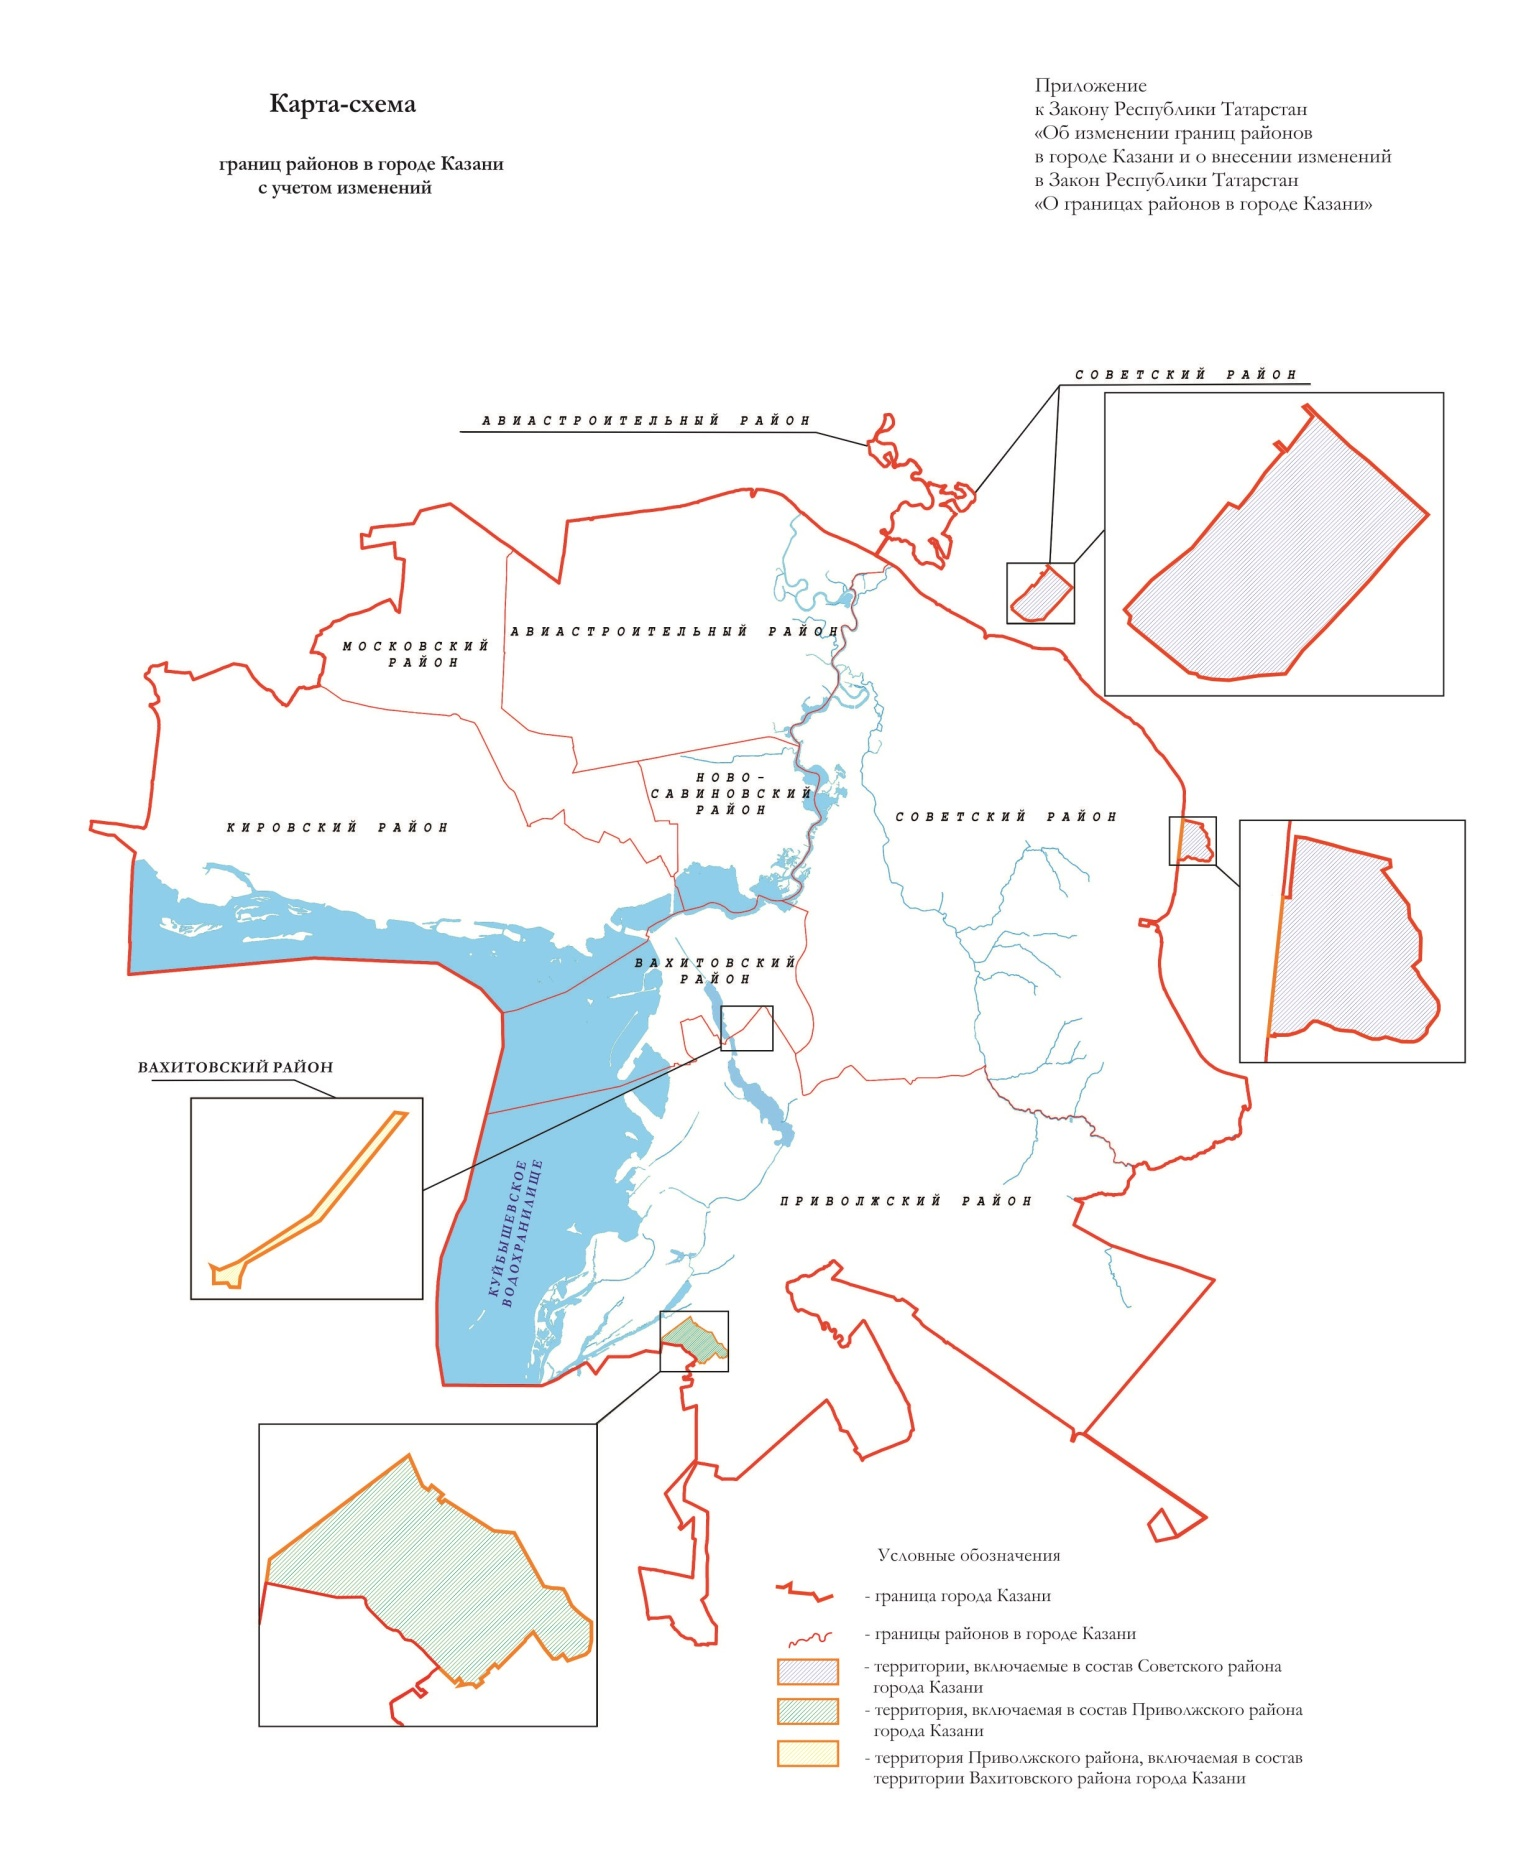 Карта-схема
границ районов в городе Казани
с учетом изменений
Приложение
к Закону Республики Татарстан
«Об изменении границ районов
в городе Казани и о внесении изменений
в Закон Республики Татарстан
«О границах районов в городе Казани»
СОВЕТСКИЙ РАЙОН
АВИАСТРОИТЕЛЬНЫЙ РАЙОН
АВИАСТРОИТЕЛЬНЫЙ РАЙОН
МОСКОВСКИЙ
РАЙОН
НОВО-
САВИНОВСКИЙ
РАЙОН
СОВЕТСКИЙ РАЙОН
КИРОВСКИЙ РАЙОН
ВАХИТОВСКИЙ
РАЙОН
ВАХИТОВСКИЙ РАЙОН
КУЙБЫШЕВСКОЕ
ВОДОХРАНИЛИЩЕ
ПРИВОЛЖСКИЙ РАЙОН
Условные обозначения
- граница города Казани
- границы районов в городе Казани
- территории, включаемые в состав Советского района
города Казани
- территория, включаемая в состав Приволжского района
города Казани
- территория Приволжского района, включаемая в состав
территории Вахитовского района города Казани